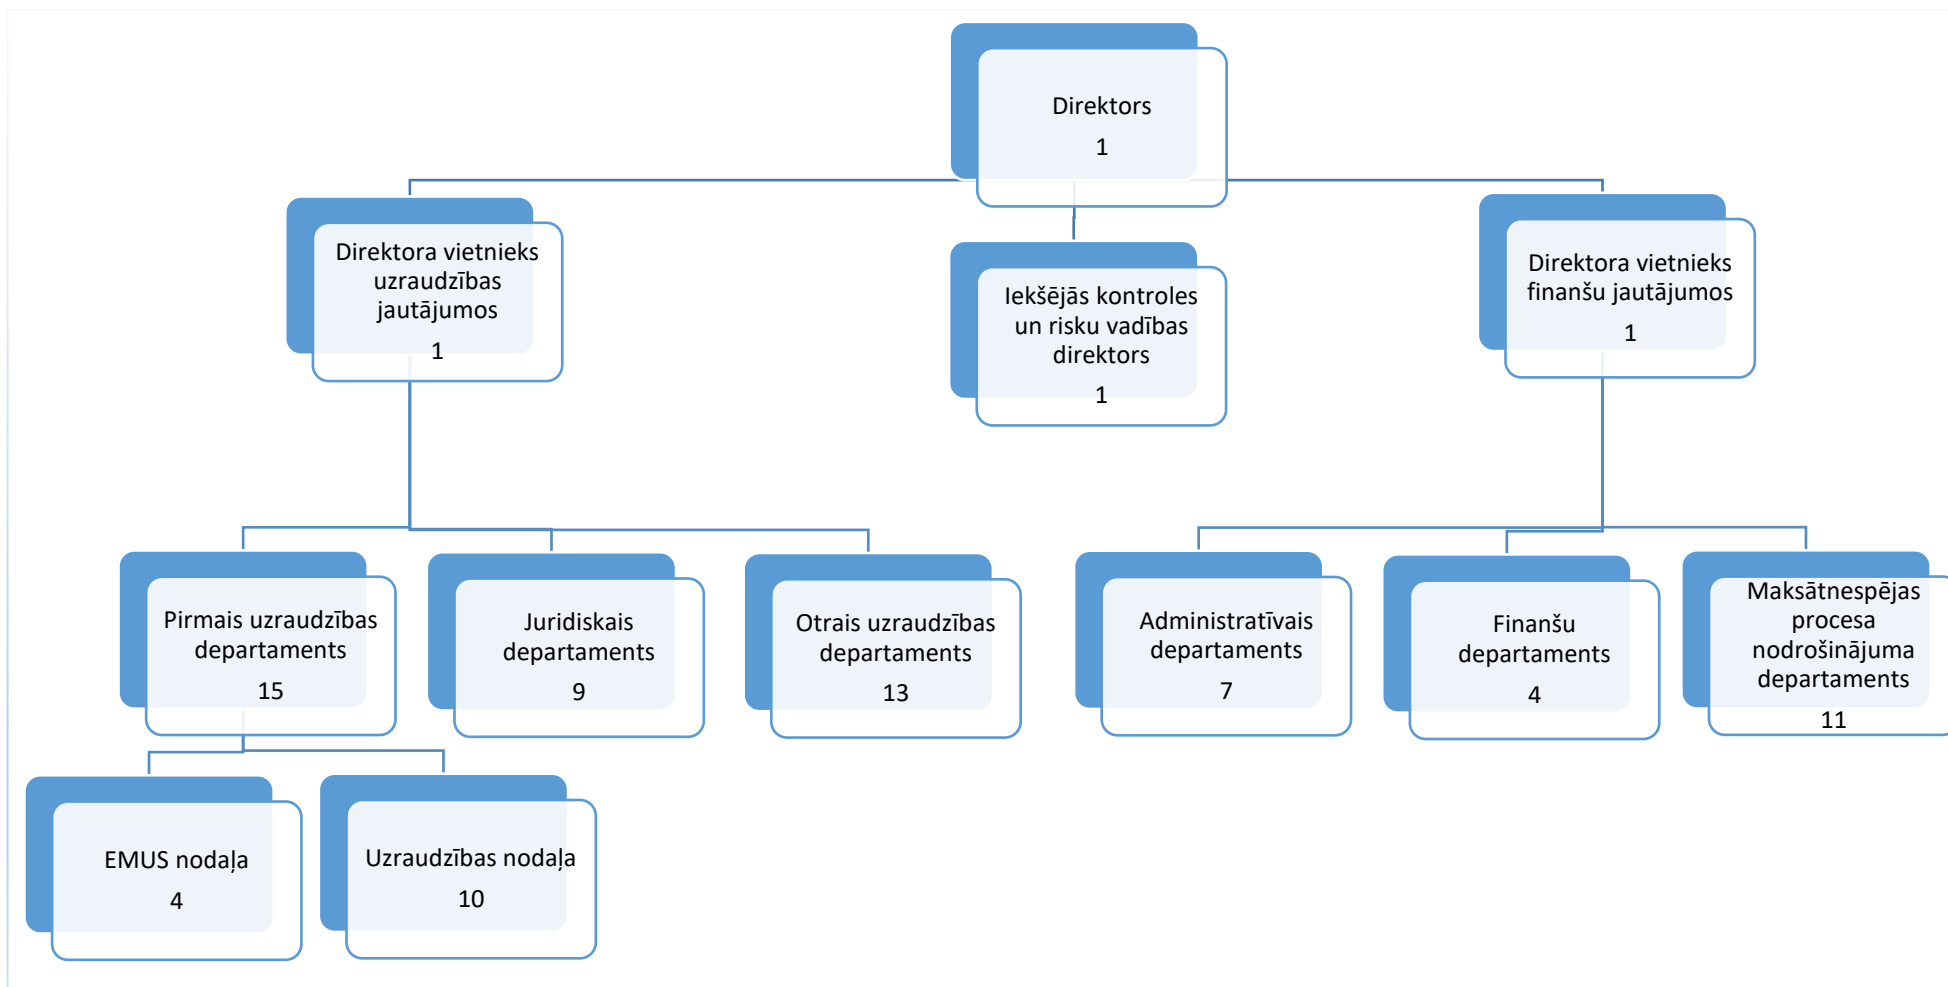 Direktors
1
Direktora vietnieks
uzraudzības
jautājumos
1
Iekšējās kontroles
un risku vadības
direktors
1
Direktora vietnieks
finanšu jautājumos
1
Pirmais uzraudzības
departaments
15
Juridiskais
departaments
9
Otrais uzraudzības
departaments
13
Administratīvais
departaments
7
Finanšu
departaments
4
Maksātnespējas
procesa
nodrošinājuma
departaments
11
EMUS nodaļa
4
Uzraudzības nodaļa
10